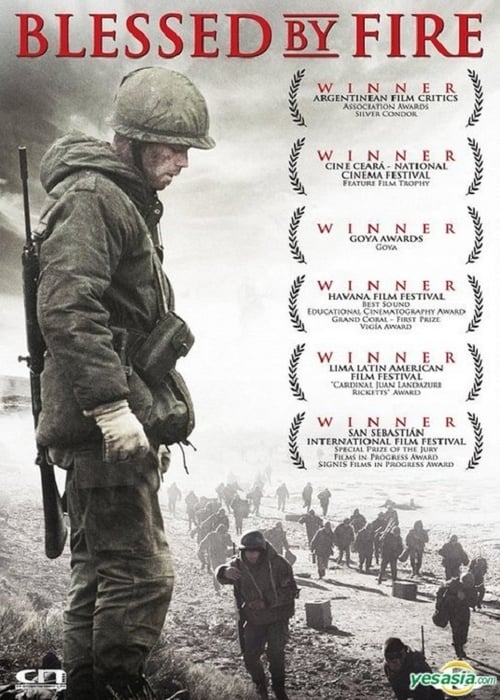 BLESSED BY FIRE
WINNER
ARGENTINEAN FILM CRITICS
ASSOCIATION AWARDS
SILVER CONDOR
WINNER
CINE CEARÁ - NATIONAL
CINEMA FESTIVAL
FEATURE FILM TROPHY
WINNER
GOYA AWARDS
GOYA
WINNER
HAVANA FILM FESTIVAL
BEST SOUND
EDUCATIONAL CINEMATOGRAPHY AWARD
GRAND CORAL - FIRST PRIZE
VIGÍA AWARD
WINNER
LIMA LATIN AMERICAN
FILM FESTIVAL
"CARDINAL JUAN LANDAZURI
RICKETTS" AWARD
WINNER
SAN SEBASTIÁN
INTERNATIONAL FILM FESTIVAL
SPECIAL PRIZE OF THE JURY
FILMS IN PROGRESS AWARD
SIGNIS FILMS IN PROGRESS AWARD
yesasia.com